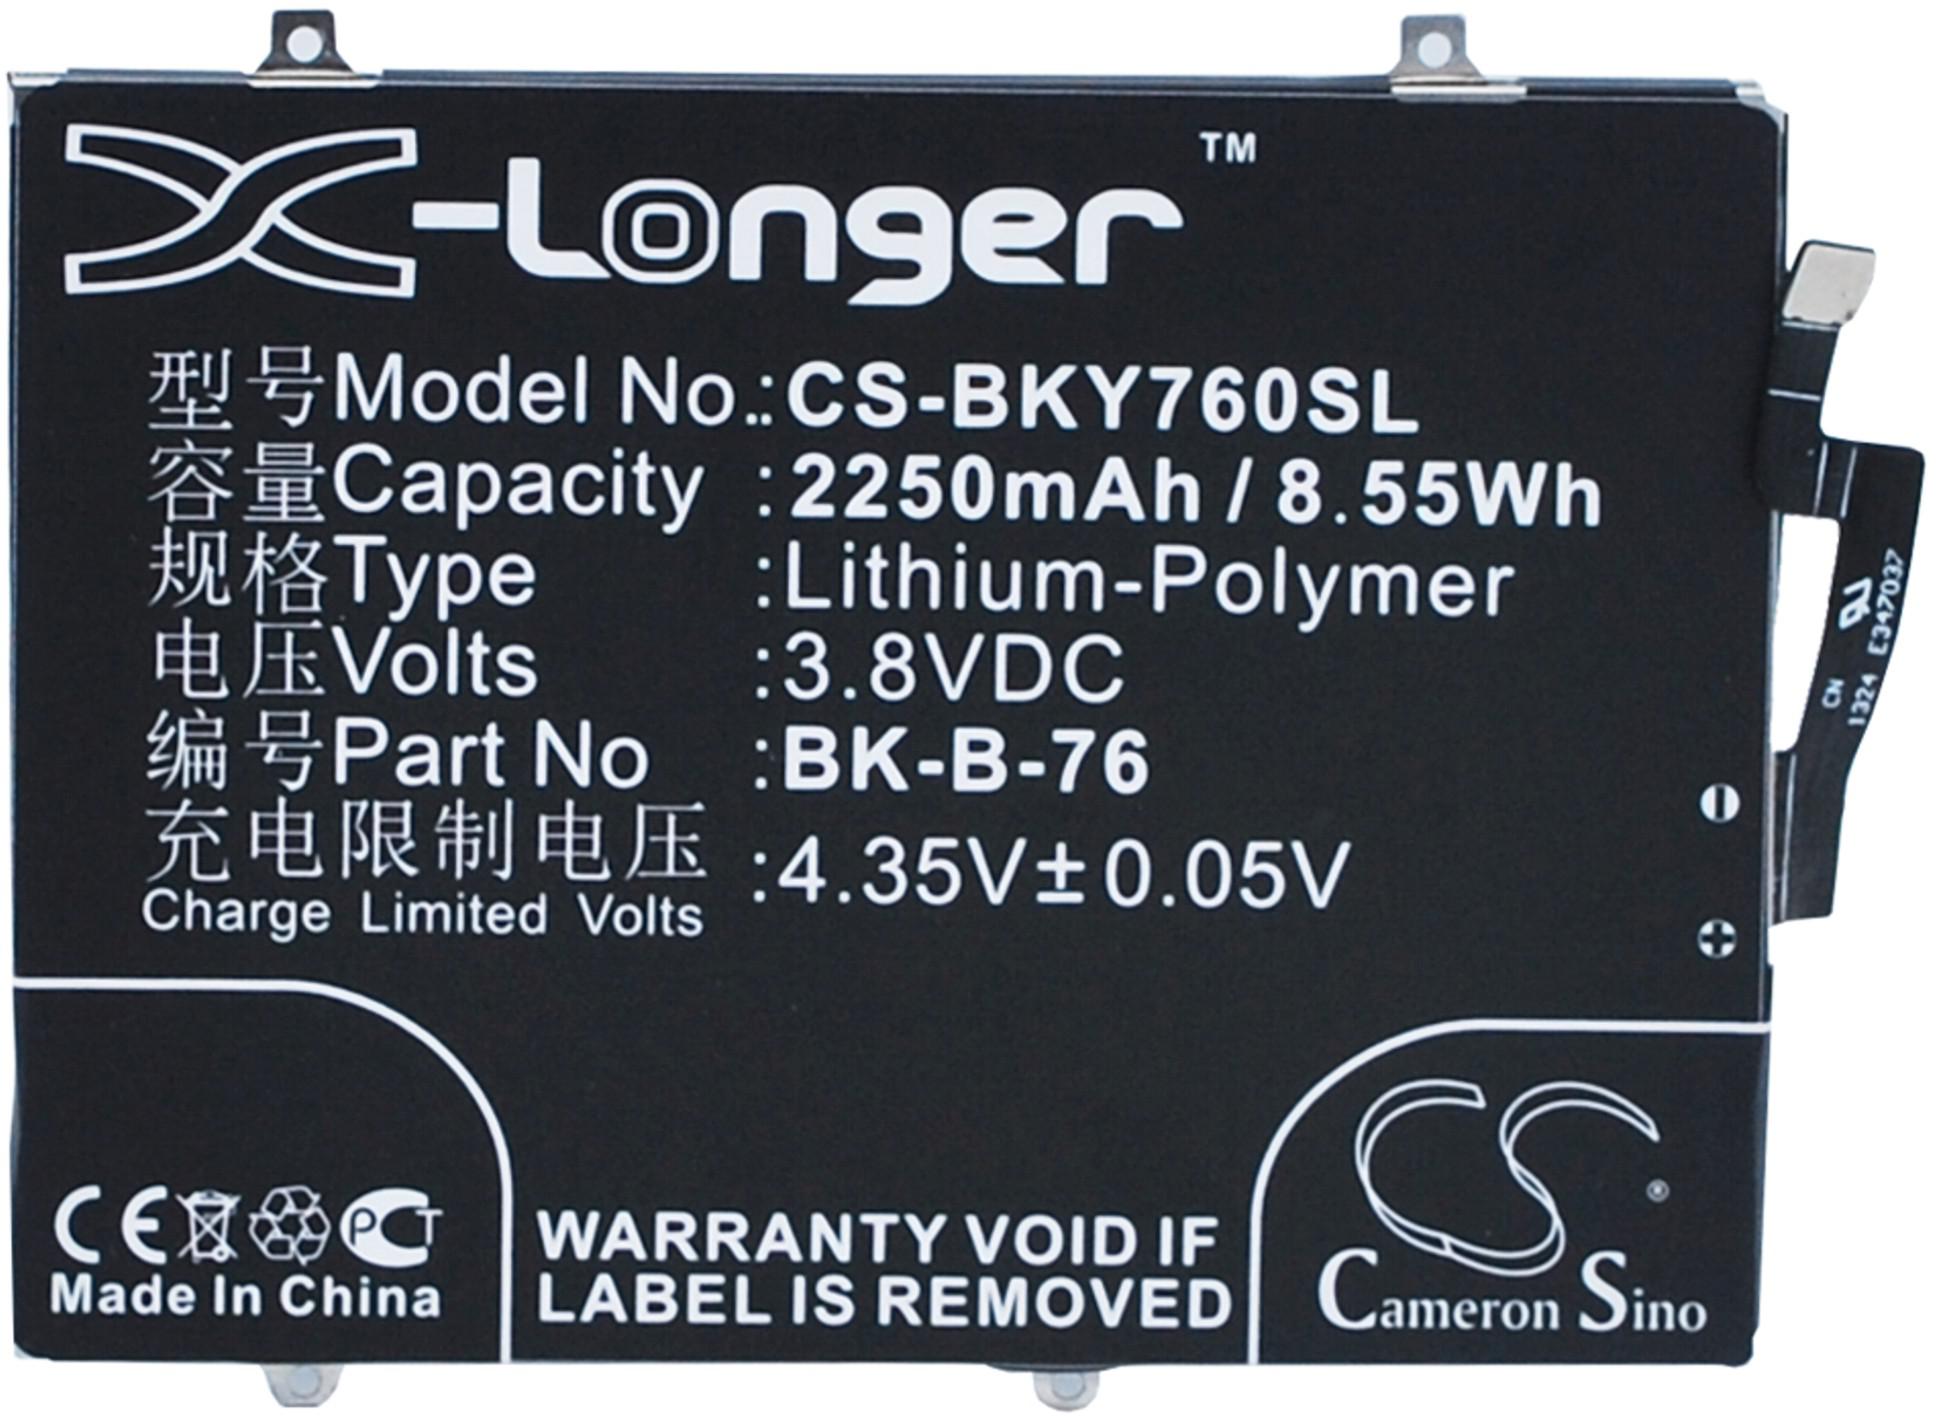 X-Longer™
型号Model No.:CS-BKY760SL
容量Capacity :2250mAh / 8.55Wh
规格Type :Lithium-Polymer
电压Volts :3.8VDC
编号Part No :BK-B-76
充电限制电压 :4.35V±0.05V
Charge Limited Volts
CN
1324 E347037
CE PCT
Made In China
WARRANTY VOID IF
LABEL IS REMOVED
CS®
Cameron Sino